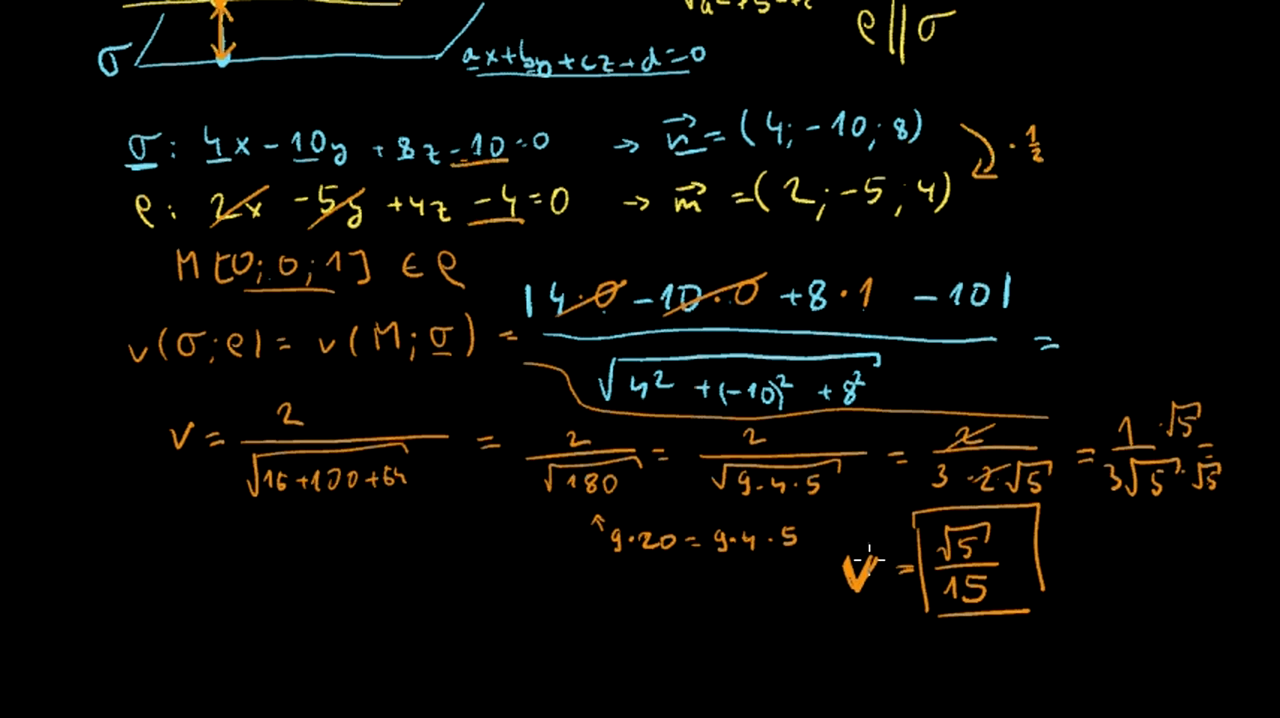 ρ∥σ
σ
ax+by+cz+d=0
σ: 4x-10y+8z-10=0 → n⃗=(4;-10;8) ·1/2
ρ: 2x-5y+4z-4=0 → m⃗=(2;-5;4)
M[0;0;1] ∈ ρ
v(σ;ρ)= v(M;σ) = |4·0-10·0+8·1-10| / √(4²+(-10)²+8²) =
v = 2/√(16+100+64) = 2/√180 = 2/√(9·4·5) = 2/(3·2√5) = 1·√5/(3√5·√5) =
↑ 9·20=9·4·5
v = √5/15